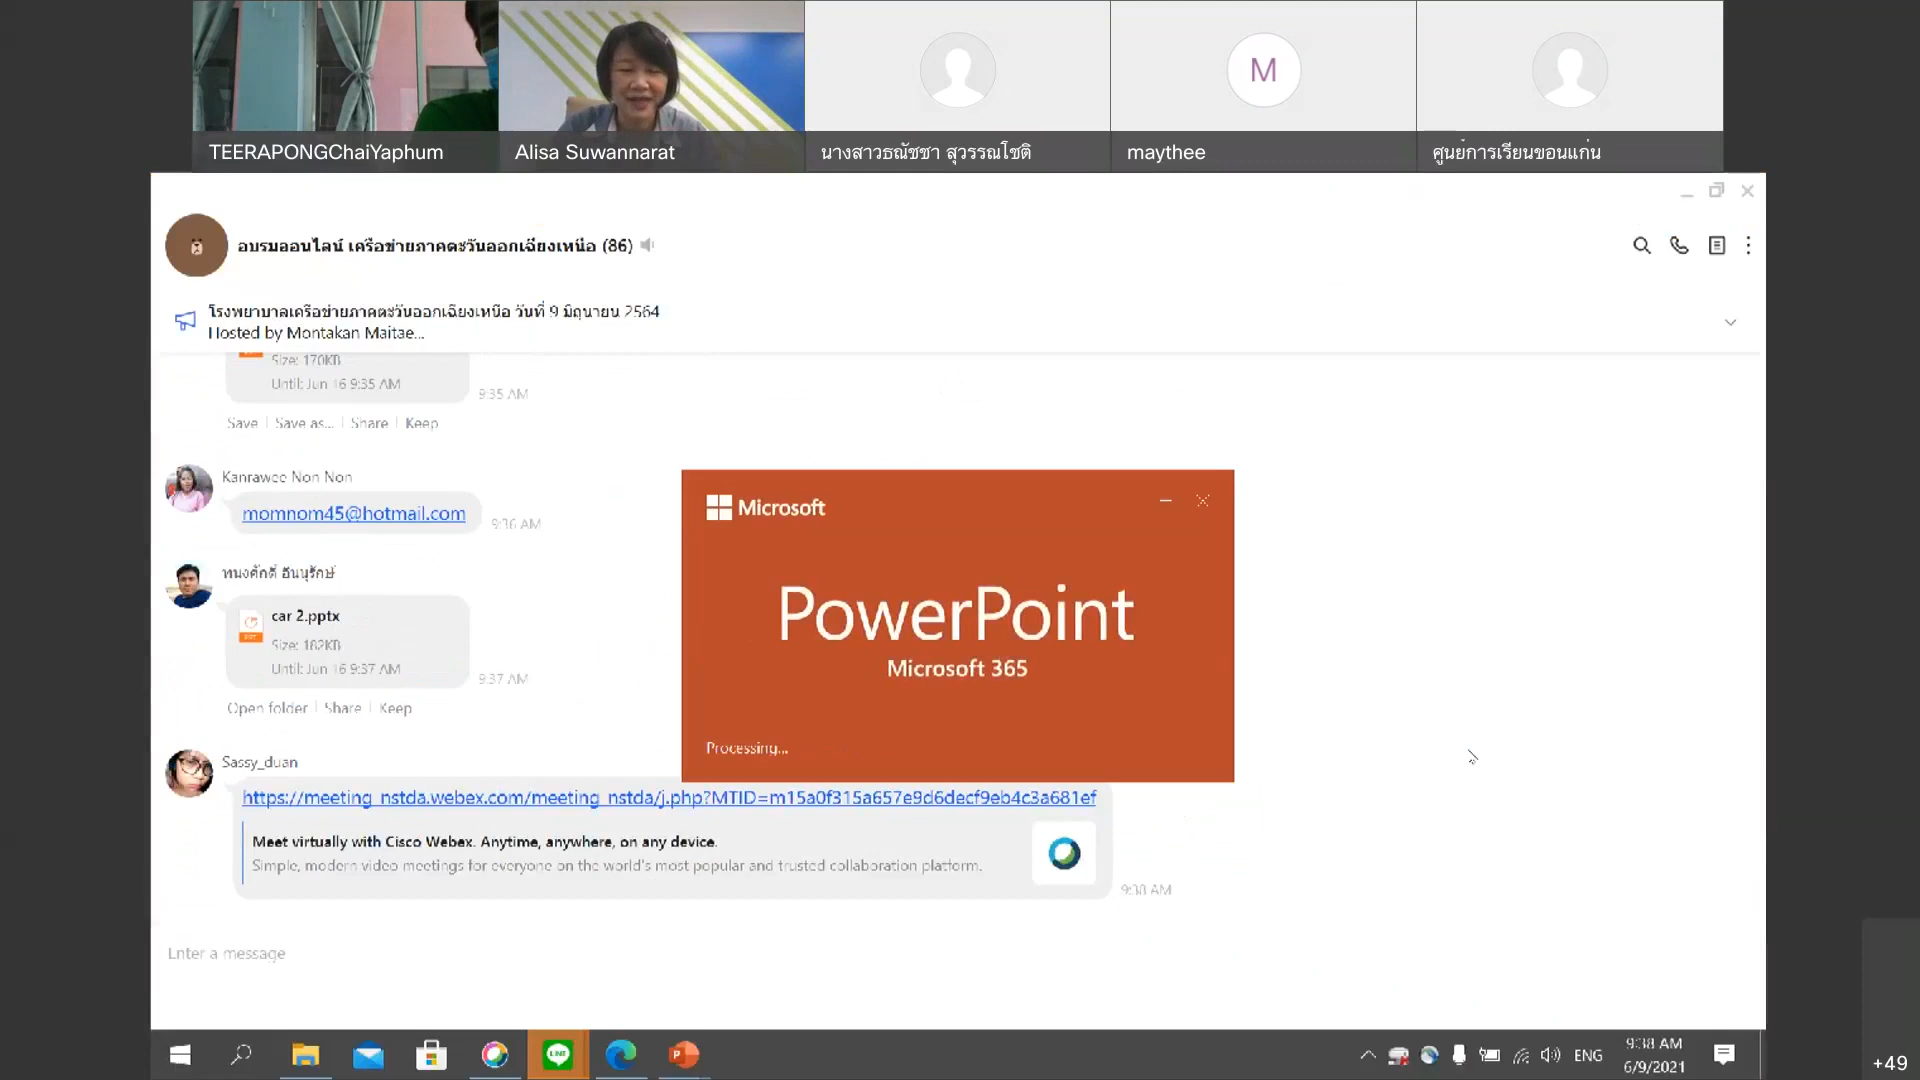 TEERAPONGChaiYaphum
Alisa Suwannarat
นางสาวธณัชชา สุวรรณโชติ
M
maythee
ศูนย์การเรียนขอนแก่น
อบรมออนไลน์ เครือข่ายภาคตะวันออกเฉียงเหนือ (86)
โรงพยาบาลเครือข่ายภาคตะวันออกเฉียงเหนือ วันที่ 9 มิถุนายน 2564
Hosted by Montakan Maitae...
Size: 170KB
Until: Jun 16 9:35 AM
9:35 AM
Save | Save as... | Share | Keep
Kanrawee Non Non
momnom45@hotmail.com
9:36 AM
ทนงศักดิ์ อินนุรักษ์
car 2.pptx
Size: 182KB
Until: Jun 16 9:37 AM
9:37 AM
Open folder | Share | Keep
Microsoft
PowerPoint
Microsoft 365
Processing...
Sassy_duan
https://meeting_nstda.webex.com/meeting_nstda/j.php?MTID=m15a0f315a657e9d6decf9eb4c3a681ef
Meet virtually with Cisco Webex. Anytime, anywhere, on any device.
Simple, modern video meetings for everyone on the world's most popular and trusted collaboration platform.
9:38 AM
Enter a message
LINE
ENG
9:38 AM
6/9/2021
+49